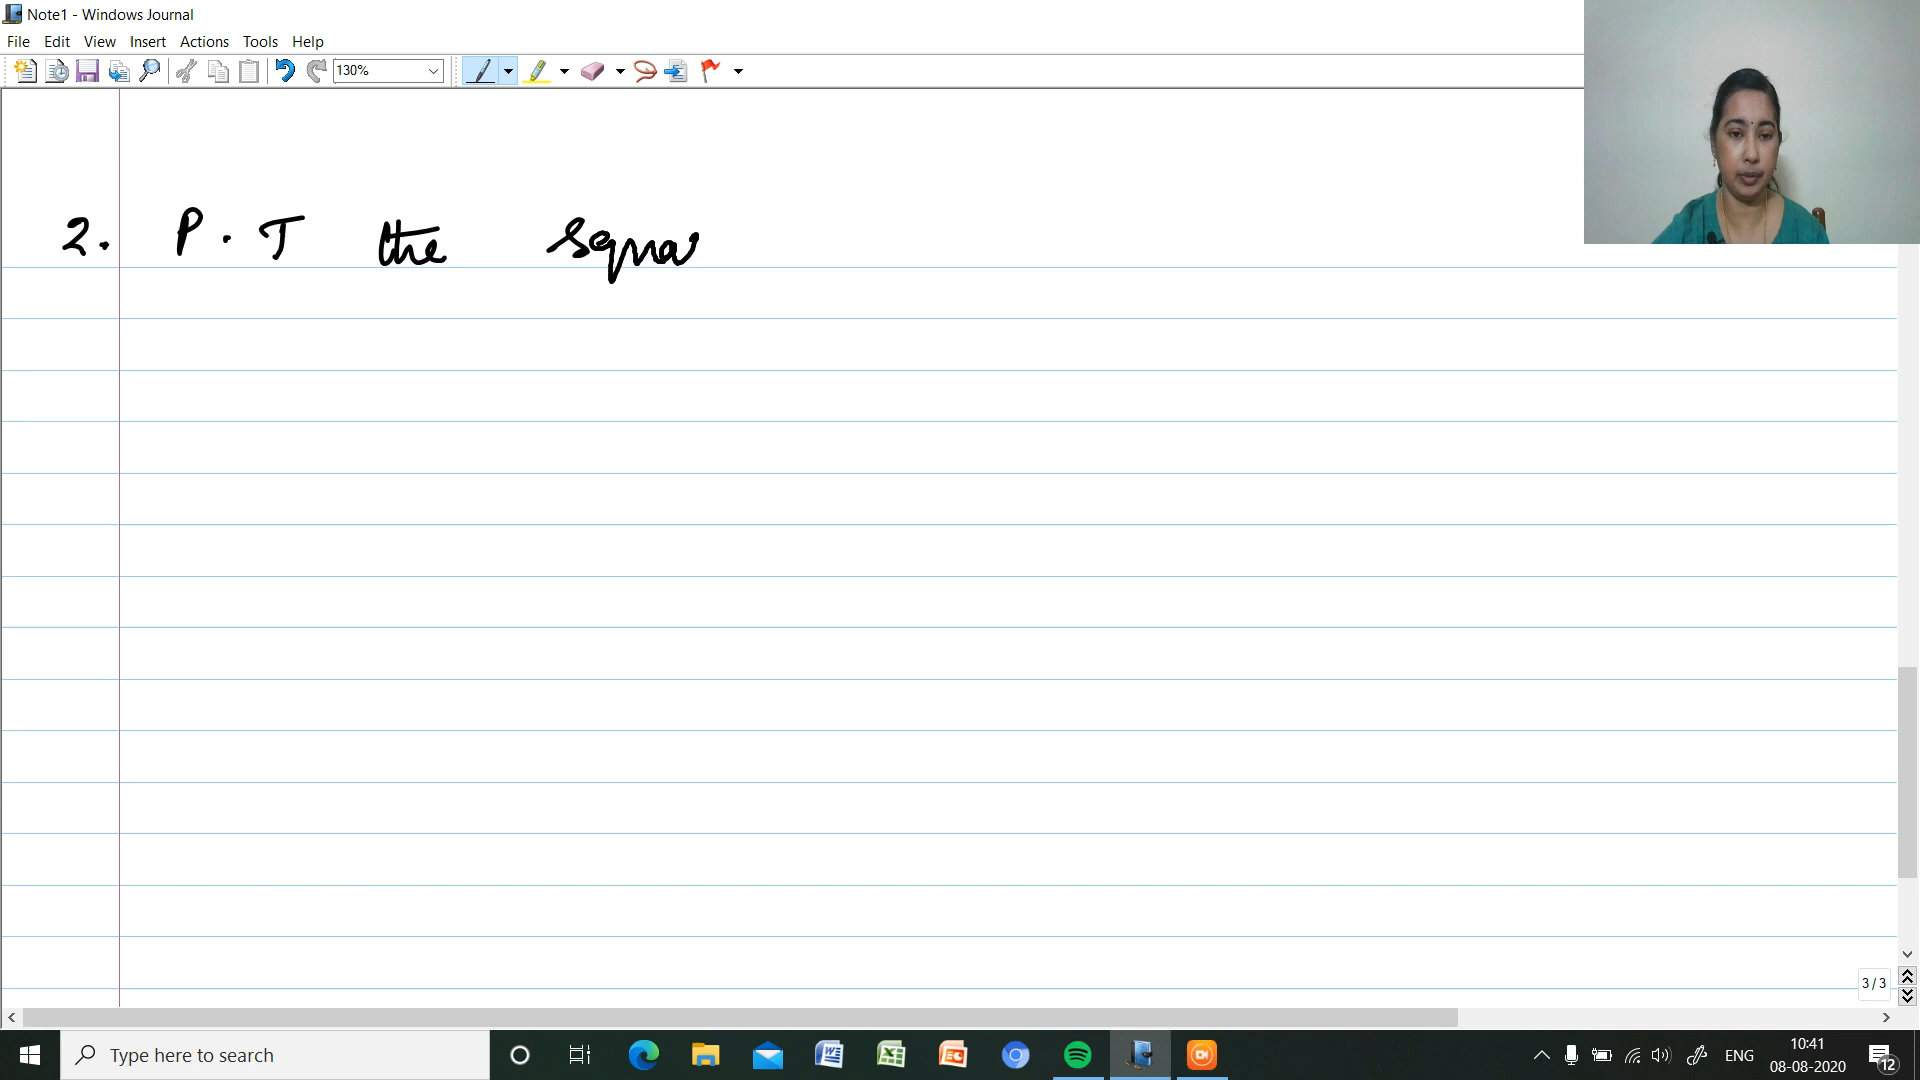 Note1 - Windows Journal
File Edit View Insert Actions Tools Help
130%
2. P.T the squar
3 / 3
Type here to search
ENG
10:41
08-08-2020
12